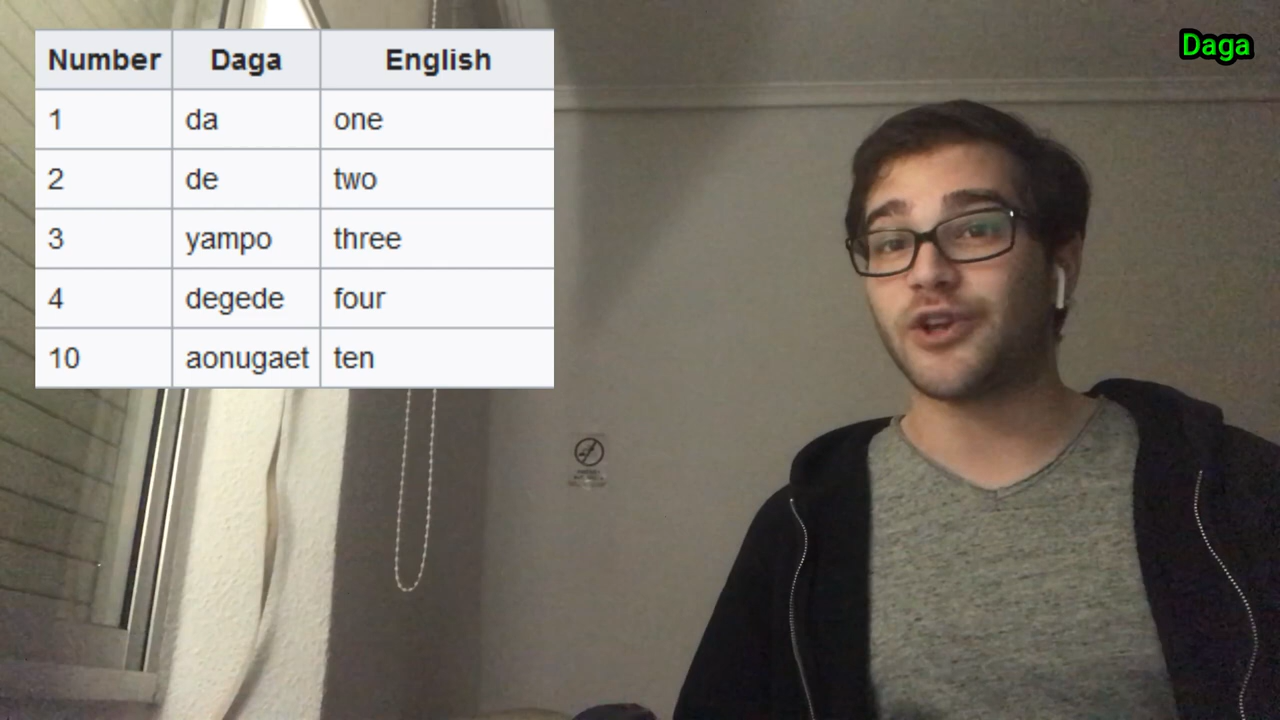 Number Daga English
1 da one
2 de two
3 yampo three
4 degede four
10 aonugaet ten
Daga